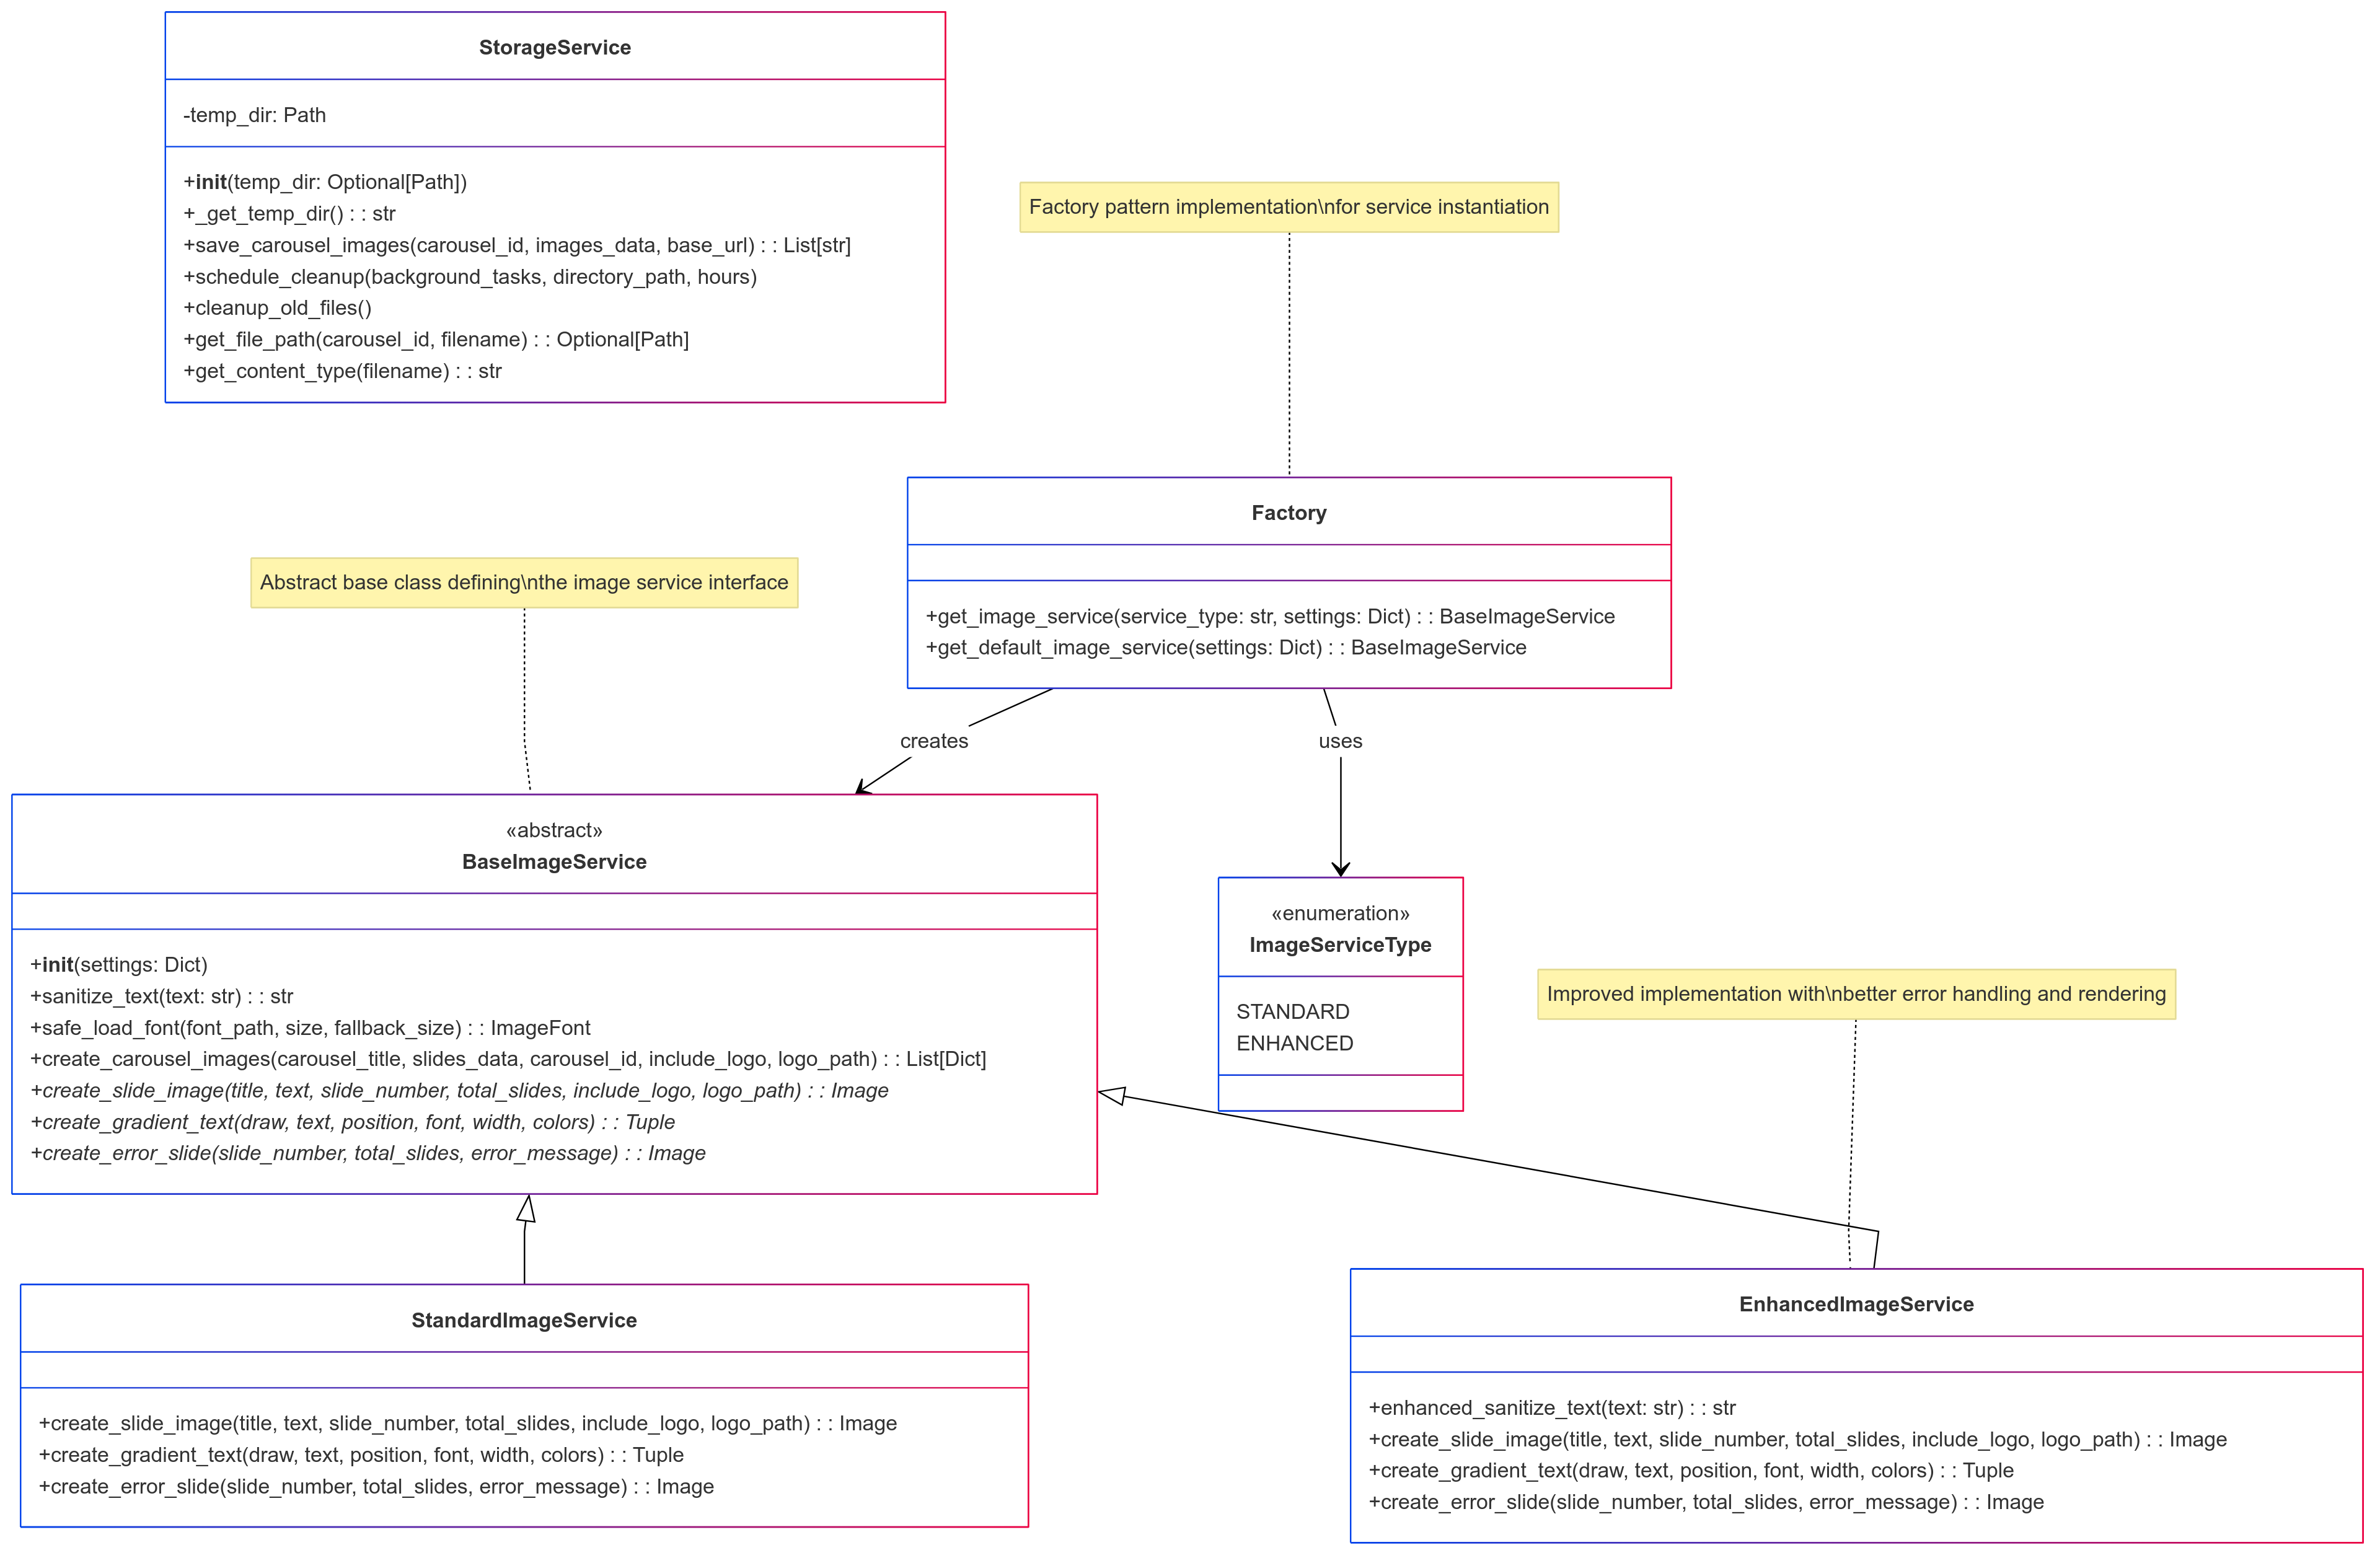 StorageService
-temp_dir: Path
+init(temp_dir: Optional[Path])
+_get_temp_dir() : : str
+save_carousel_images(carousel_id, images_data, base_url) : : List[str]
+schedule_cleanup(background_tasks, directory_path, hours)
+cleanup_old_files()
+get_file_path(carousel_id, filename) : : Optional[Path]
+get_content_type(filename) : : str
Factory pattern implementation\nfor service instantiation
Factory
+get_image_service(service_type: str, settings: Dict) : : BaseImageService
+get_default_image_service(settings: Dict) : : BaseImageService
Abstract base class defining\nthe image service interface
creates
uses
«abstract»
BaseImageService
+init(settings: Dict)
+sanitize_text(text: str) : : str
+safe_load_font(font_path, size, fallback_size) : : ImageFont
+create_carousel_images(carousel_title, slides_data, carousel_id, include_logo, logo_path) : : List[Dict]
+create_slide_image(title, text, slide_number, total_slides, include_logo, logo_path) : : Image
+create_gradient_text(draw, text, position, font, width, colors) : : Tuple
+create_error_slide(slide_number, total_slides, error_message) : : Image
«enumeration»
ImageServiceType
STANDARD
ENHANCED
Improved implementation with\nbetter error handling and rendering
StandardImageService
+create_slide_image(title, text, slide_number, total_slides, include_logo, logo_path) : : Image
+create_gradient_text(draw, text, position, font, width, colors) : : Tuple
+create_error_slide(slide_number, total_slides, error_message) : : Image
EnhancedImageService
+enhanced_sanitize_text(text: str) : : str
+create_slide_image(title, text, slide_number, total_slides, include_logo, logo_path) : : Image
+create_gradient_text(draw, text, position, font, width, colors) : : Tuple
+create_error_slide(slide_number, total_slides, error_message) : : Image